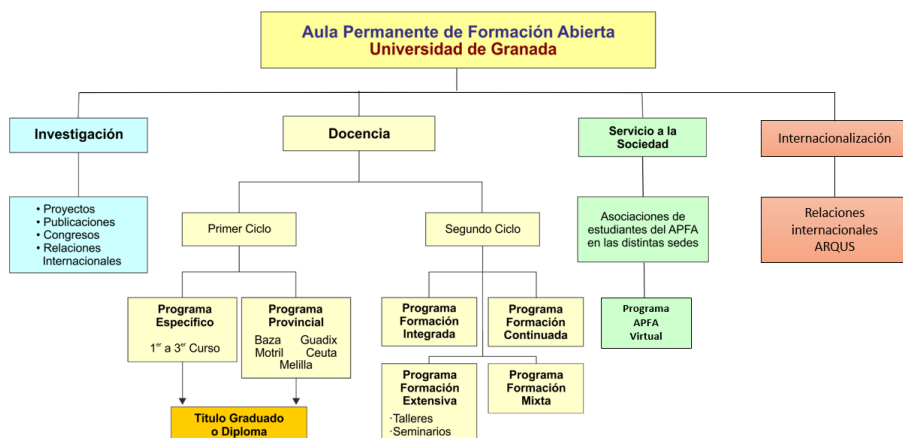 Aula Permanente de Formación Abierta
Universidad de Granada
Investigación
Docencia
Servicio a la
Sociedad
Internacionalización
• Proyectos
• Publicaciones
• Congresos
• Relaciones
Internacionales
Primer Ciclo
Segundo Ciclo
Asociaciones de
estudiantes del APFA
en las distintas sedes
Relaciones
internacionales
ARQUS
Programa
Específico
1er a 3er Curso
Programa
Provincial
Baza Guadix
Motril Ceuta
Melilla
Programa
Formación
Integrada
Programa
Formación
Continuada
Programa
APFA
Virtual
Programa
Formación
Extensiva
·Talleres
·Seminarios
Programa
Formación
Mixta
Título Graduado
o Diploma